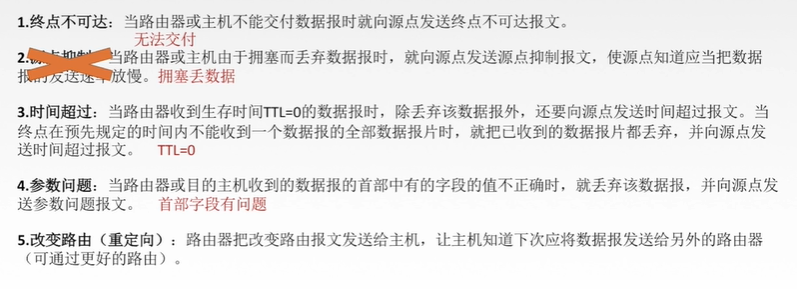 1.终点不可达：当路由器或主机不能交付数据报时就向源点发送终点不可达报文。
无法交付
2.源点抑制：当路由器或主机由于拥塞而丢弃数据报时，就向源点发送源点抑制报文，使源点知道应当把数据
报的发送速率放慢。拥塞丢数据
3.时间超过：当路由器收到生存时间TTL=0的数据报时，除丢弃该数据报外，还要向源点发送时间超过报文。当
终点在预先规定的时间内不能收到一个数据报的全部数据报片时，就把已收到的数据报片都丢弃，并向源点发
送时间超过报文。 TTL=0
4.参数问题：当路由器或目的主机收到的数据报的首部中有的字段的值不正确时，就丢弃该数据报，并向源点发
送参数问题报文。 首部字段有问题
5.改变路由（重定向）：路由器把改变路由报文发送给主机，让主机知道下次应将数据报发送给另外的路由器
（可通过更好的路由）。